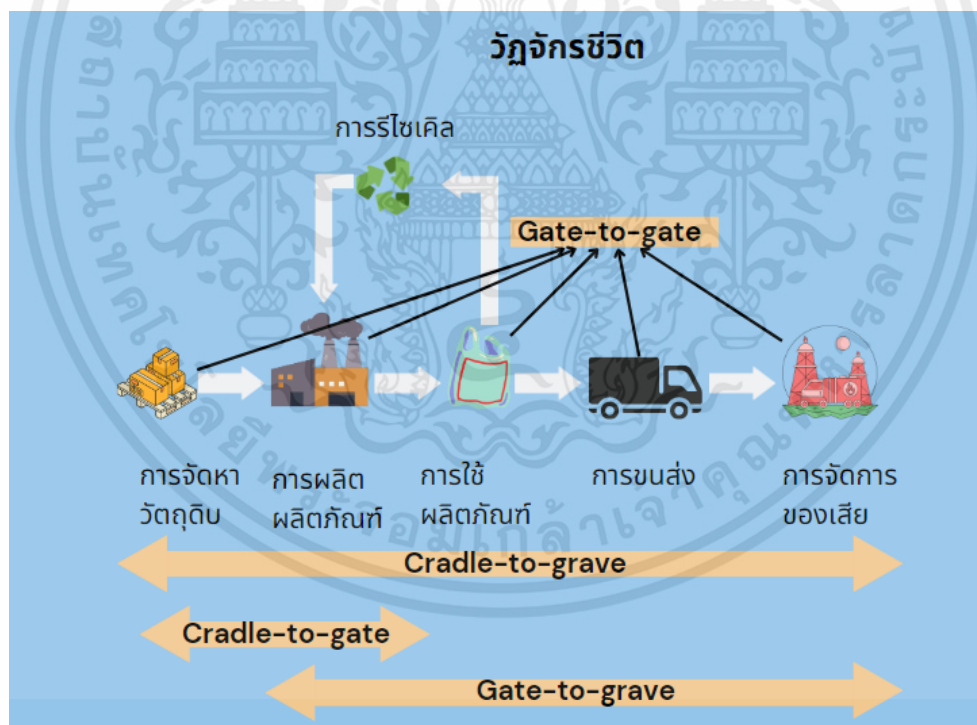 วัฏจักรชีวิต
การรีไซเคิล
Gate-to-gate
การจัดหา
วัตถุดิบ
การผลิต
ผลิตภัณฑ์
การใช้
ผลิตภัณฑ์
การขนส่ง
การจัดการ
ของเสีย
Cradle-to-grave
Cradle-to-gate
Gate-to-grave